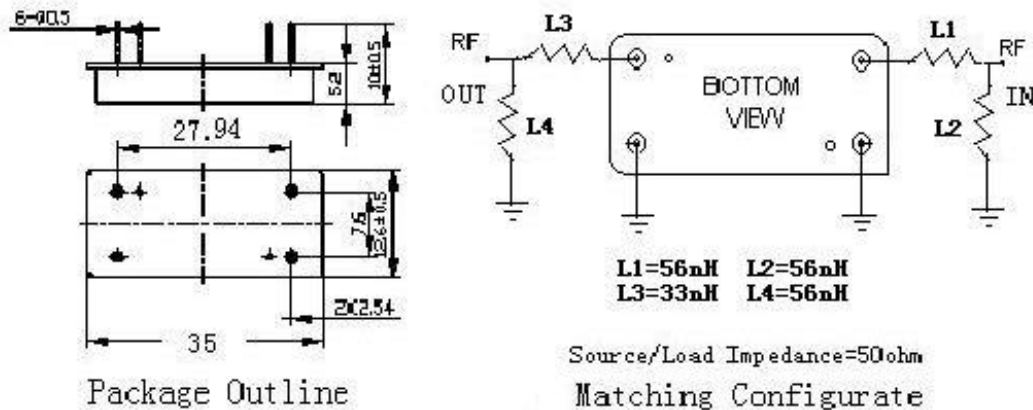 6-Φ0.5
5.2
10±0.5
27.94
7.6
12.6±0.5
2X2.54
35
Package Outline
RF
OUT
L3
L4
BOTTOM
VIEW
L1
RF
IN
L2
L1=56nH L2=56nH
L3=33nH L4=56nH
Source/Load Impedance=50ohm
Matching Configurate